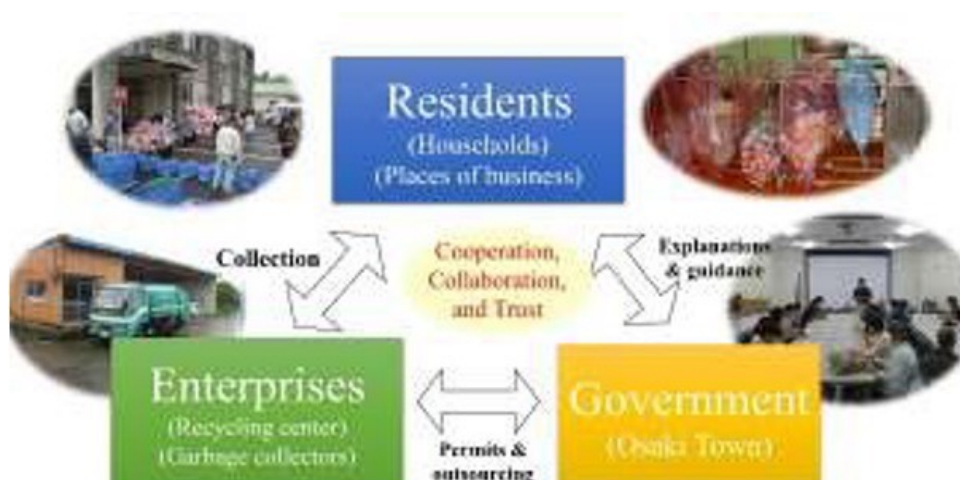 Residents
(Households)
(Places of business)
Collection
Cooperation,
Collaboration,
and Trust
Explanations
& guidance
Enterprises
(Recycling center)
(Garbage collectors)
Permits &
outsourcing
Government
(Osaki Town)